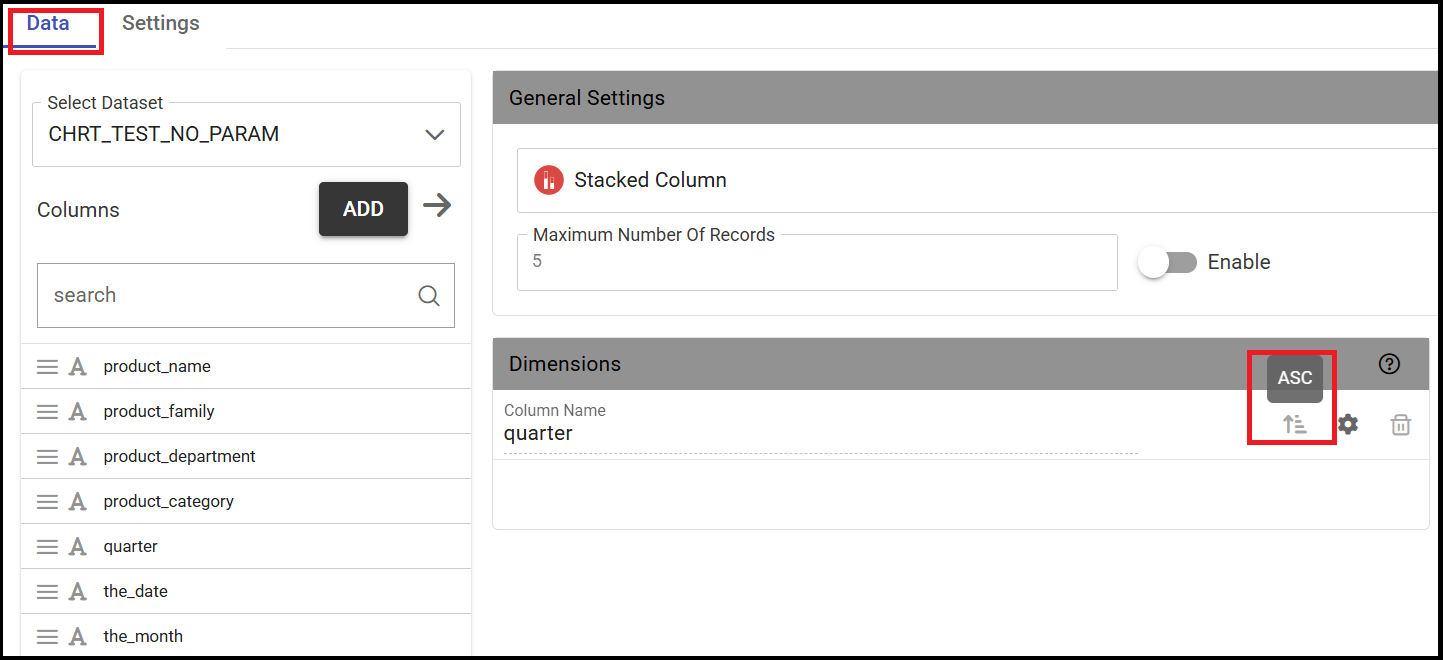 Data
Settings
Select Dataset
CHRT_TEST_NO_PARAM
Columns
ADD
search
A product_name
A product_family
A product_department
A product_category
A quarter
A the_date
A the_month
General Settings
Stacked Column
Maximum Number Of Records
5
Enable
Dimensions
ASC
?
Column Name
quarter